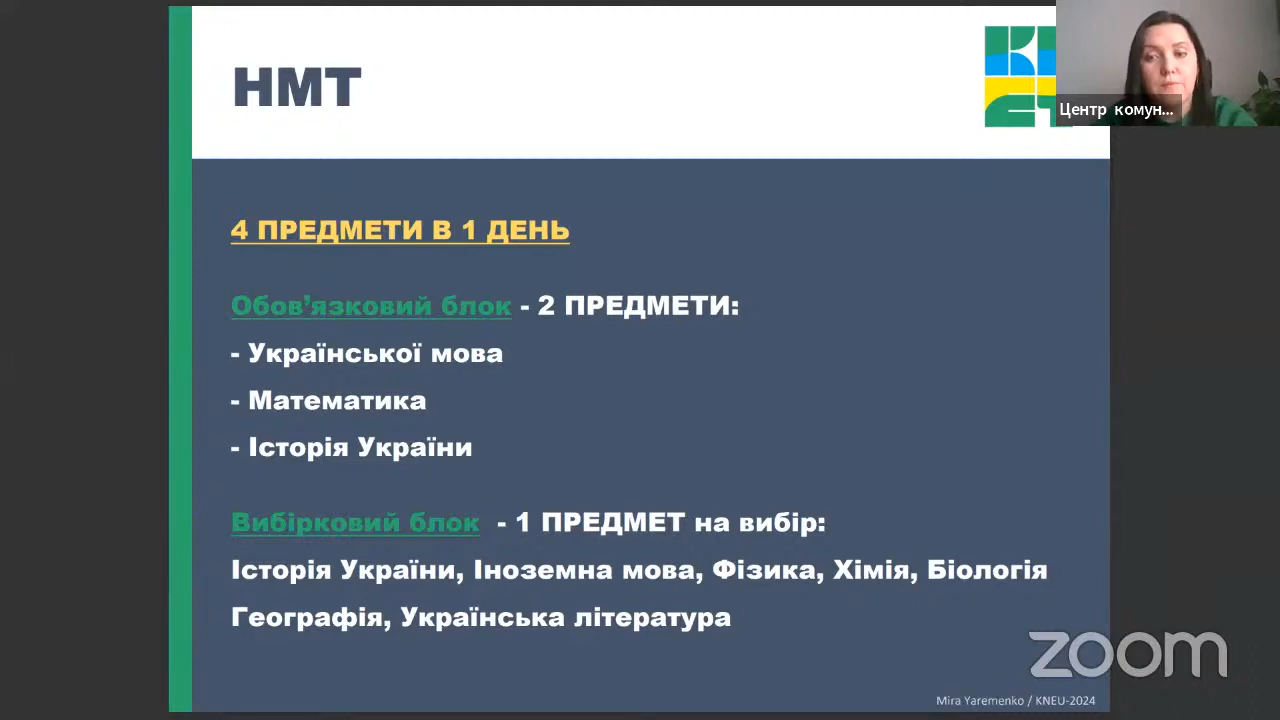 НМТ
Центр комун...
4 ПРЕДМЕТИ В 1 ДЕНЬ
Обов’язковий блок - 2 ПРЕДМЕТИ:
- Української мова
- Математика
- Історія України
Вибірковий блок - 1 ПРЕДМЕТ на вибір:
Історія України, Іноземна мова, Фізика, Хімія, Біологія
Географія, Українська література
zoom
Mira Yaremenko / KNEU-2024